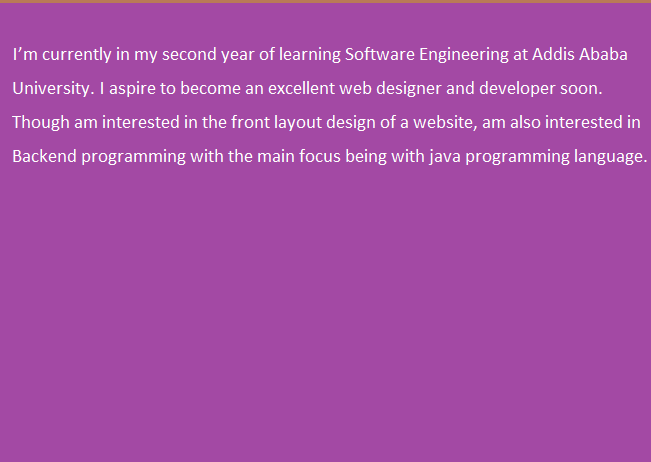 I’m currently in my second year of learning Software Engineering at Addis Ababa
University. I aspire to become an excellent web designer and developer soon.
Though am interested in the front layout design of a website, am also interested in
Backend programming with the main focus being with java programming language.